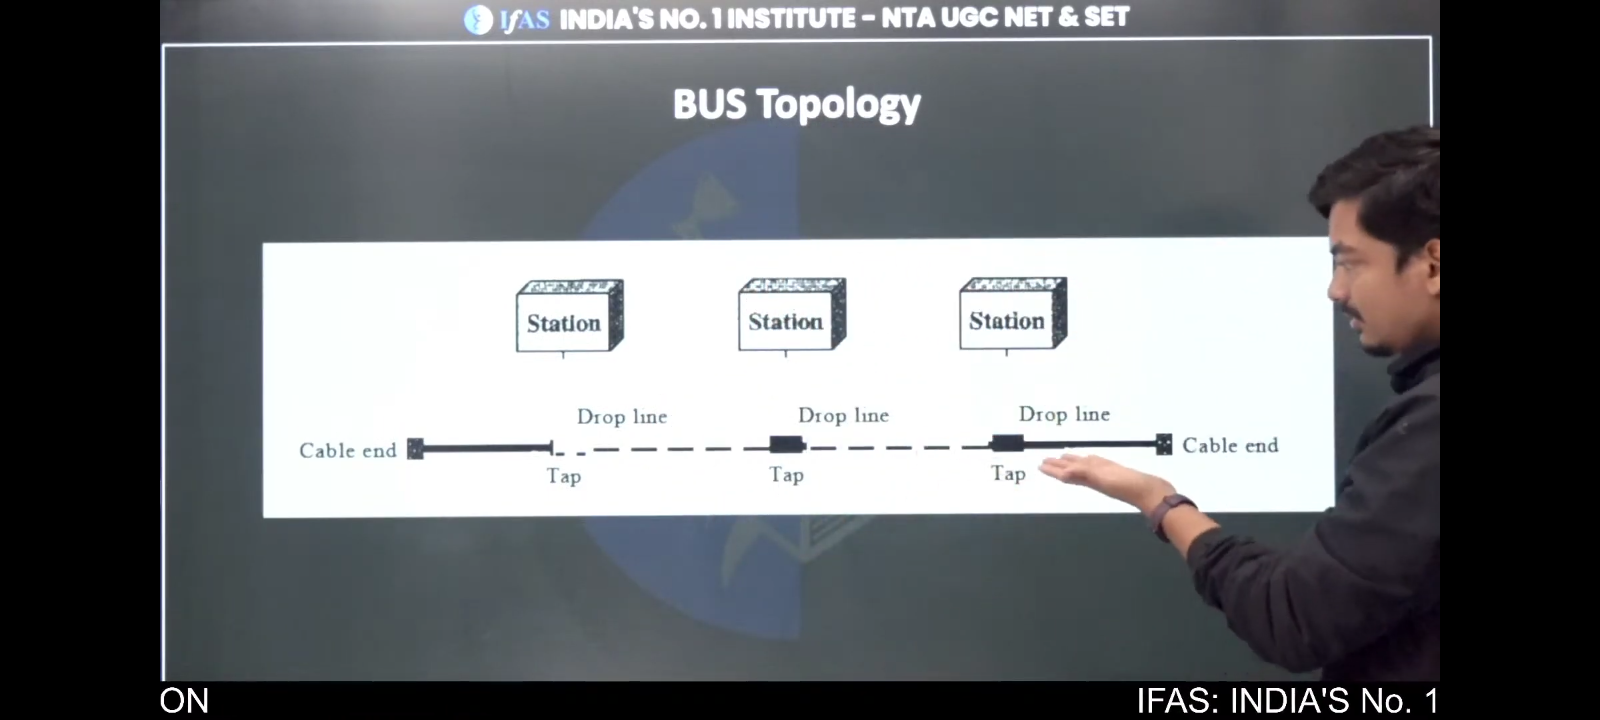 IfAS INDIA'S NO. 1 INSTITUTE – NTA UGC NET & SET
BUS Topology
Station Station Station
Drop line Drop line Drop line
Cable end Cable end
Tap Tap Tap
ON IFAS: INDIA'S No. 1